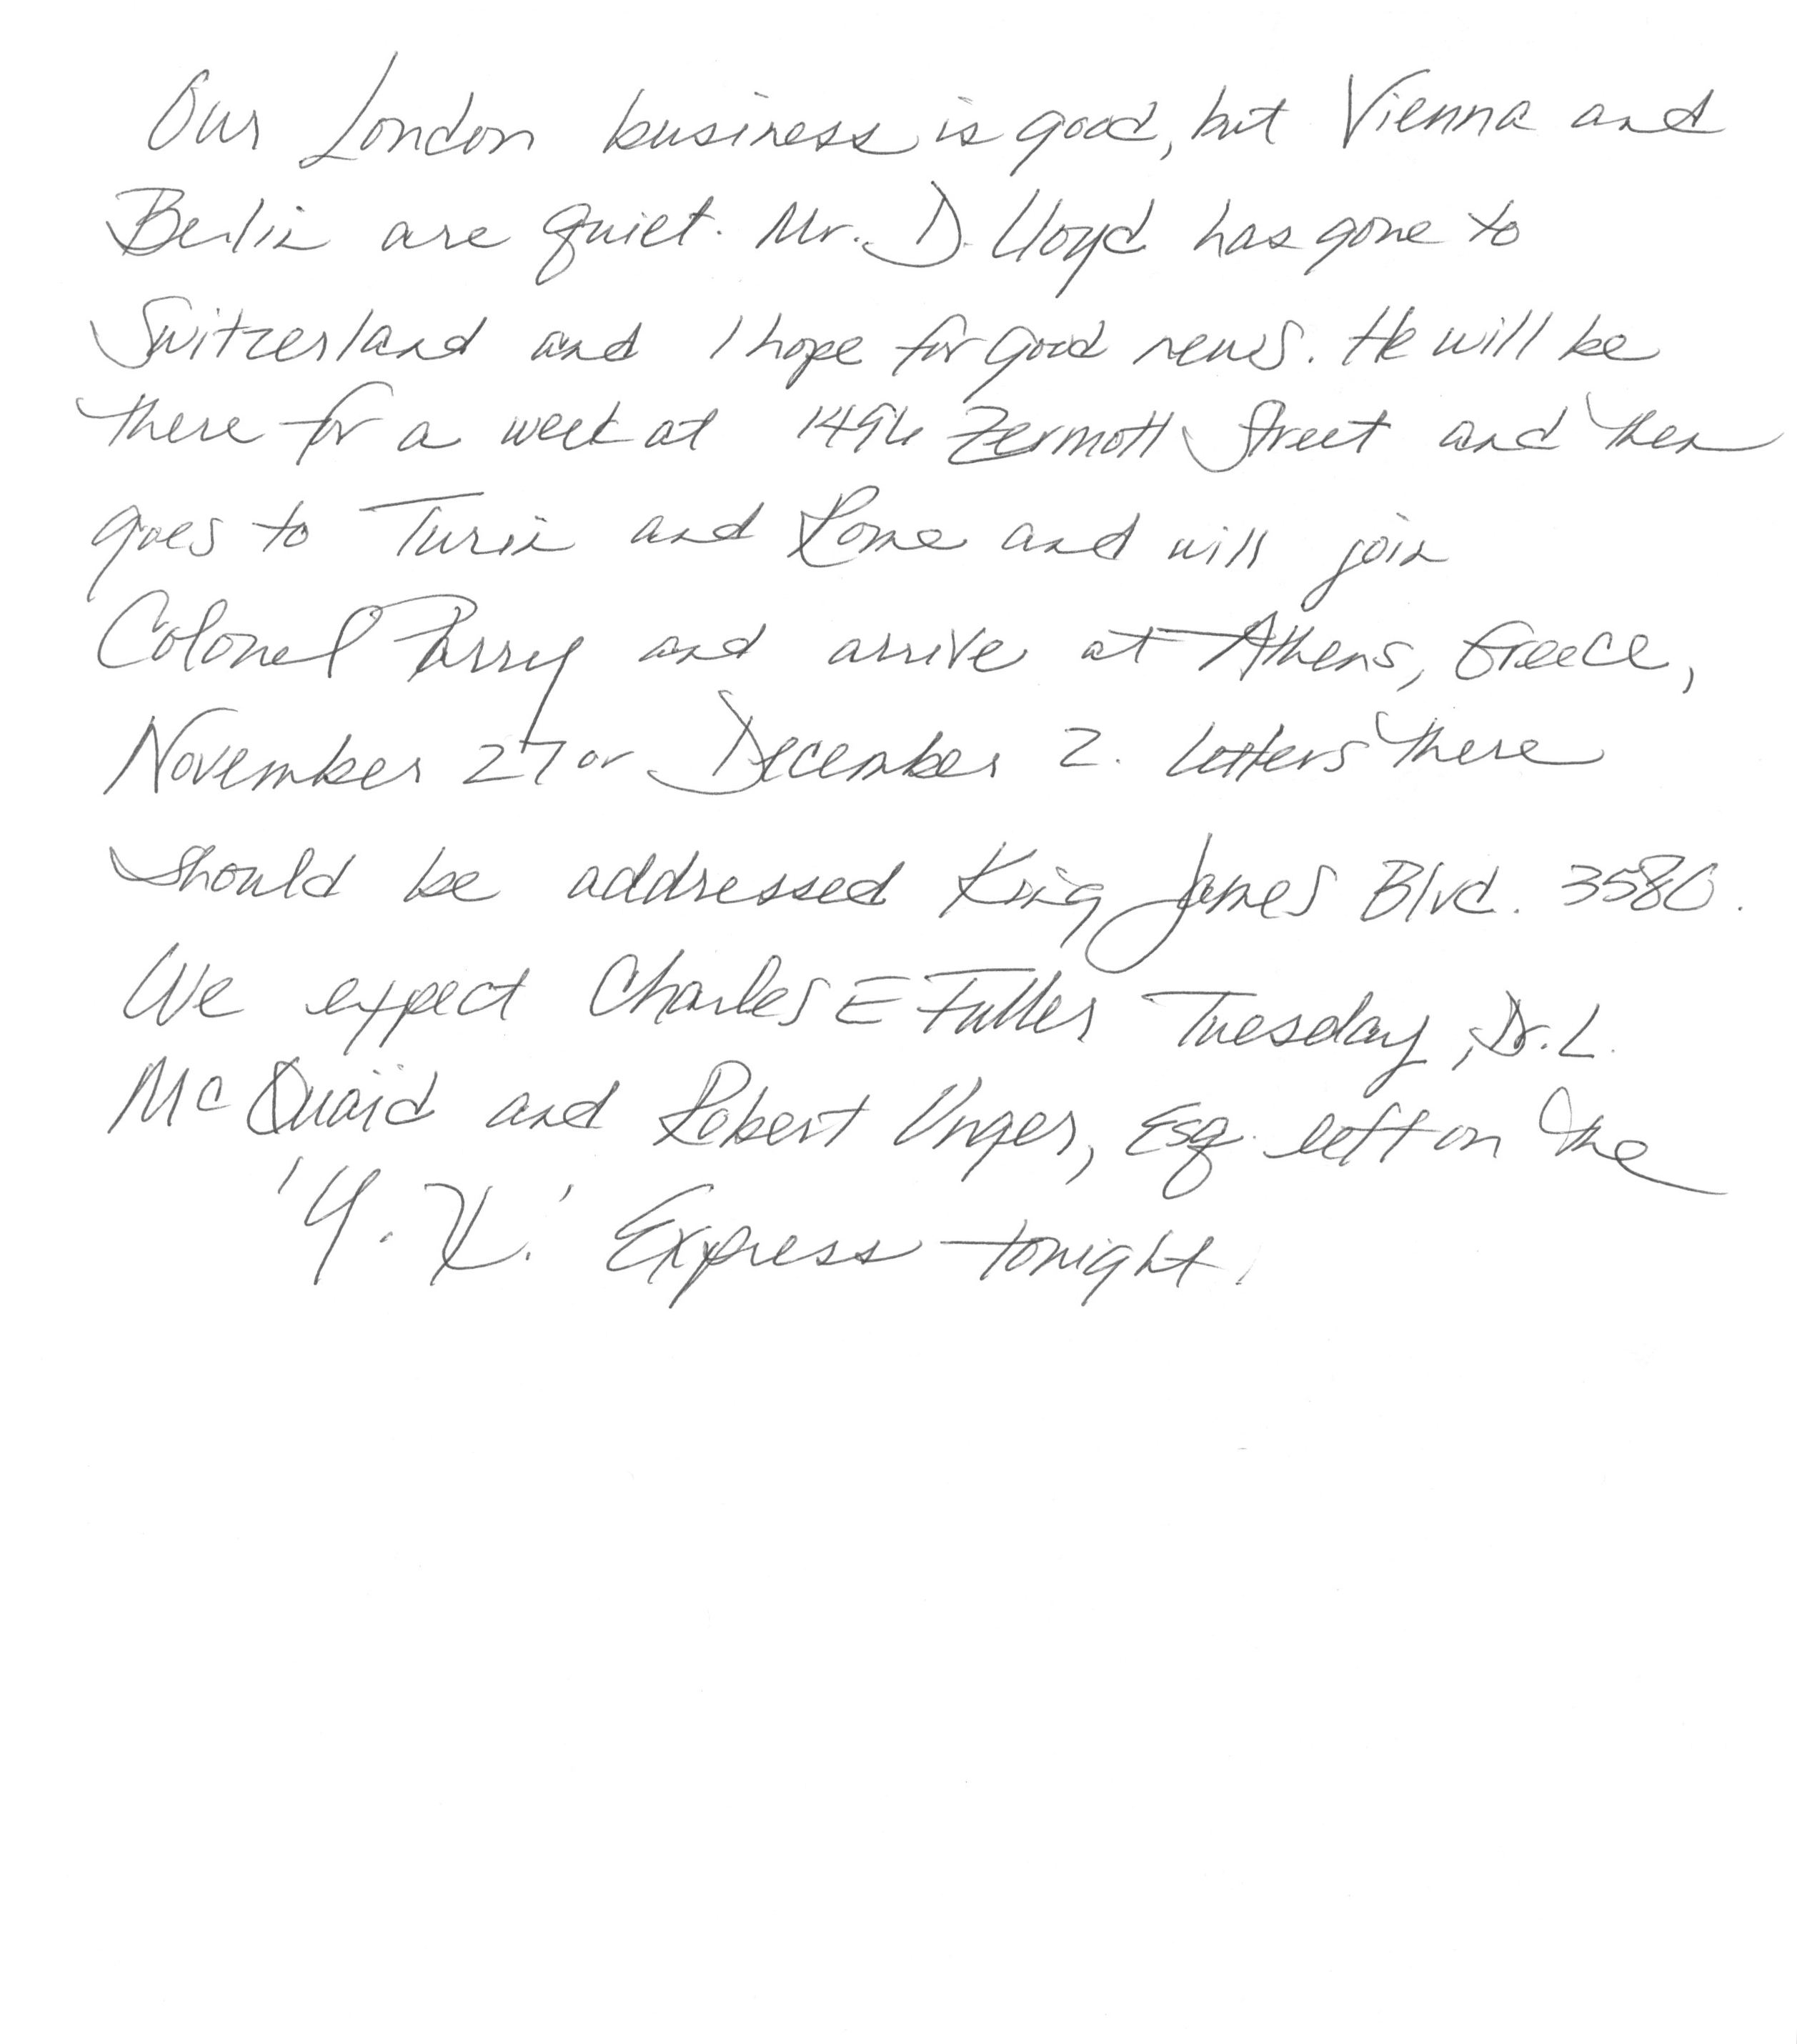 Our London business is good, but Vienna and
Berlin are quiet. Mr. D. Lloyd has gone to
Switzerland and I hope for good news. He will be
there for a week at 1496 Zermott Street and then
goes to Turin and Rome and will join
Colonel Parry and arrive at Athens, Greece,
November 27 or December 2. Letters there
should be addressed King James Blvd. 3580.
We expect Charles E Fuller Tuesday, Dr. L.
McQuaid and Robert Unger, Esq. left on the
'Y. X.' Express tonight.